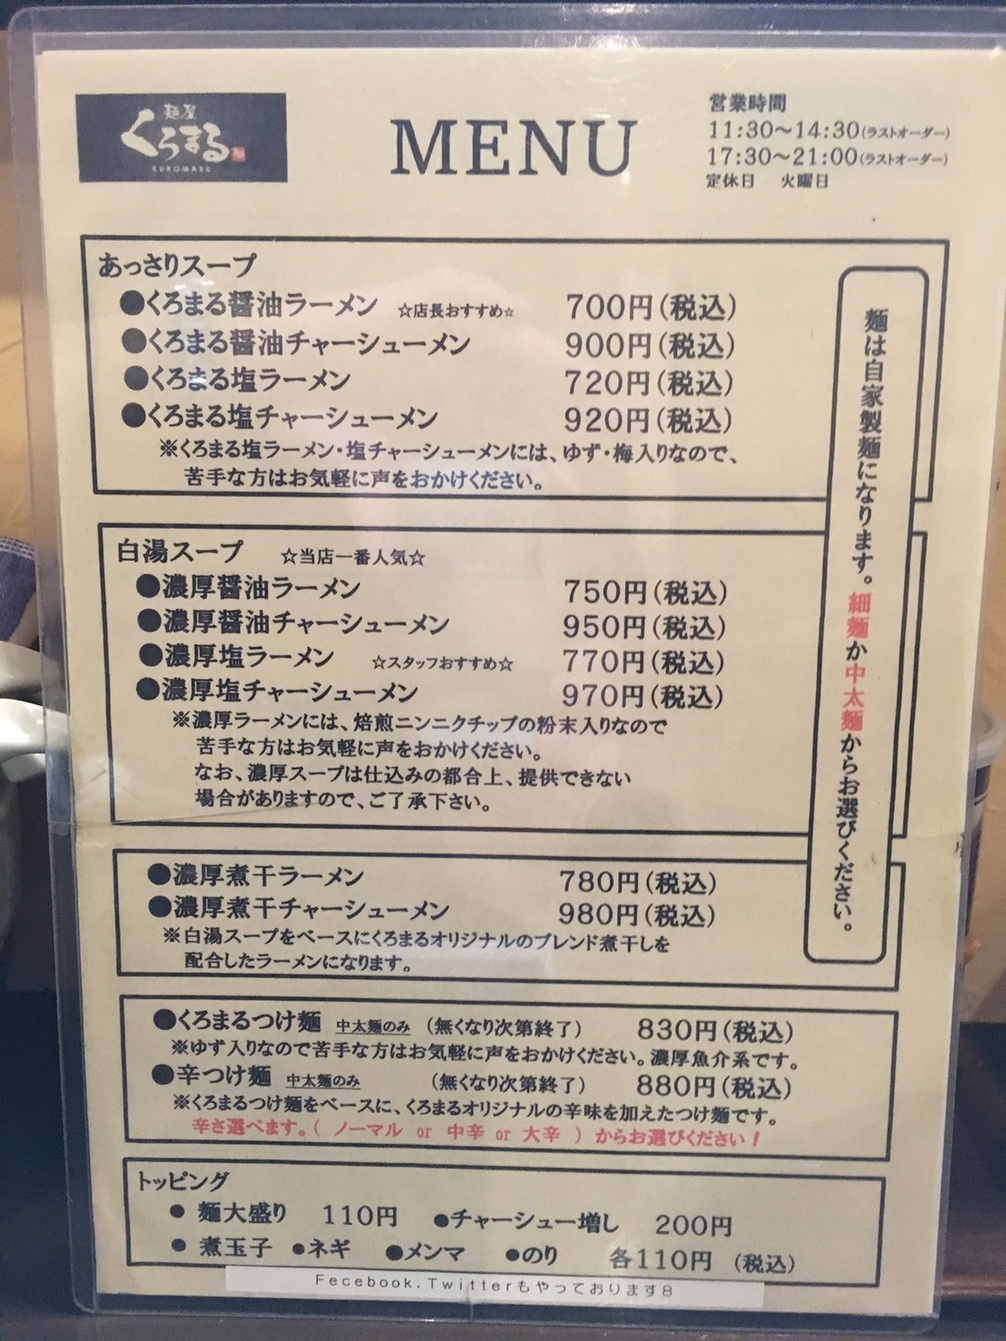 麺屋
くろまる
KUROMARU
MENU
営業時間
11:30～14:30(ラストオーダー)
17:30～21:00(ラストオーダー)
定休日 火曜日
あっさりスープ
●くろまる醤油ラーメン ☆店長おすすめ☆ 700円(税込)
●くろまる醤油チャーシューメン 900円(税込)
●くろまる塩ラーメン 720円(税込)
●くろまる塩チャーシューメン 920円(税込)
※くろまる塩ラーメン・塩チャーシューメンには、ゆず・梅入りなので、
苦手な方はお気軽に声をおかけください。
麺は自家製麺になります。細麺か中太麺からお選びください。
白湯スープ ☆当店一番人気☆
●濃厚醤油ラーメン 750円(税込)
●濃厚醤油チャーシューメン 950円(税込)
●濃厚塩ラーメン ☆スタッフおすすめ☆ 770円(税込)
●濃厚塩チャーシューメン 970円(税込)
※濃厚ラーメンには、焙煎ニンニクチップの粉末入りなので
苦手な方はお気軽に声をおかけください。
なお、濃厚スープは仕込みの都合上、提供できない
場合がありますので、ご了承下さい。
●濃厚煮干ラーメン 780円(税込)
●濃厚煮干チャーシューメン 980円(税込)
※白湯スープをベースにくろまるオリジナルのブレンド煮干しを
配合したラーメンになります。
●くろまるつけ麺 中太麺のみ (無くなり次第終了) 830円(税込)
※ゆず入りなので苦手な方はお気軽に声をおかけください。濃厚魚介系です。
●辛つけ麺 中太麺のみ (無くなり次第終了) 880円(税込)
※くろまるつけ麺をベースに、くろまるオリジナルの辛味を加えたつけ麺です。
辛さ選べます。( ノーマル or 中辛 or 大辛 ) からお選びください！
トッピング
● 麺大盛り 110円 ●チャーシュー増し 200円
● 煮玉子 ●ネギ ●メンマ ●のり 各110円 (税込)
Fecebook.Twitterもやっております8